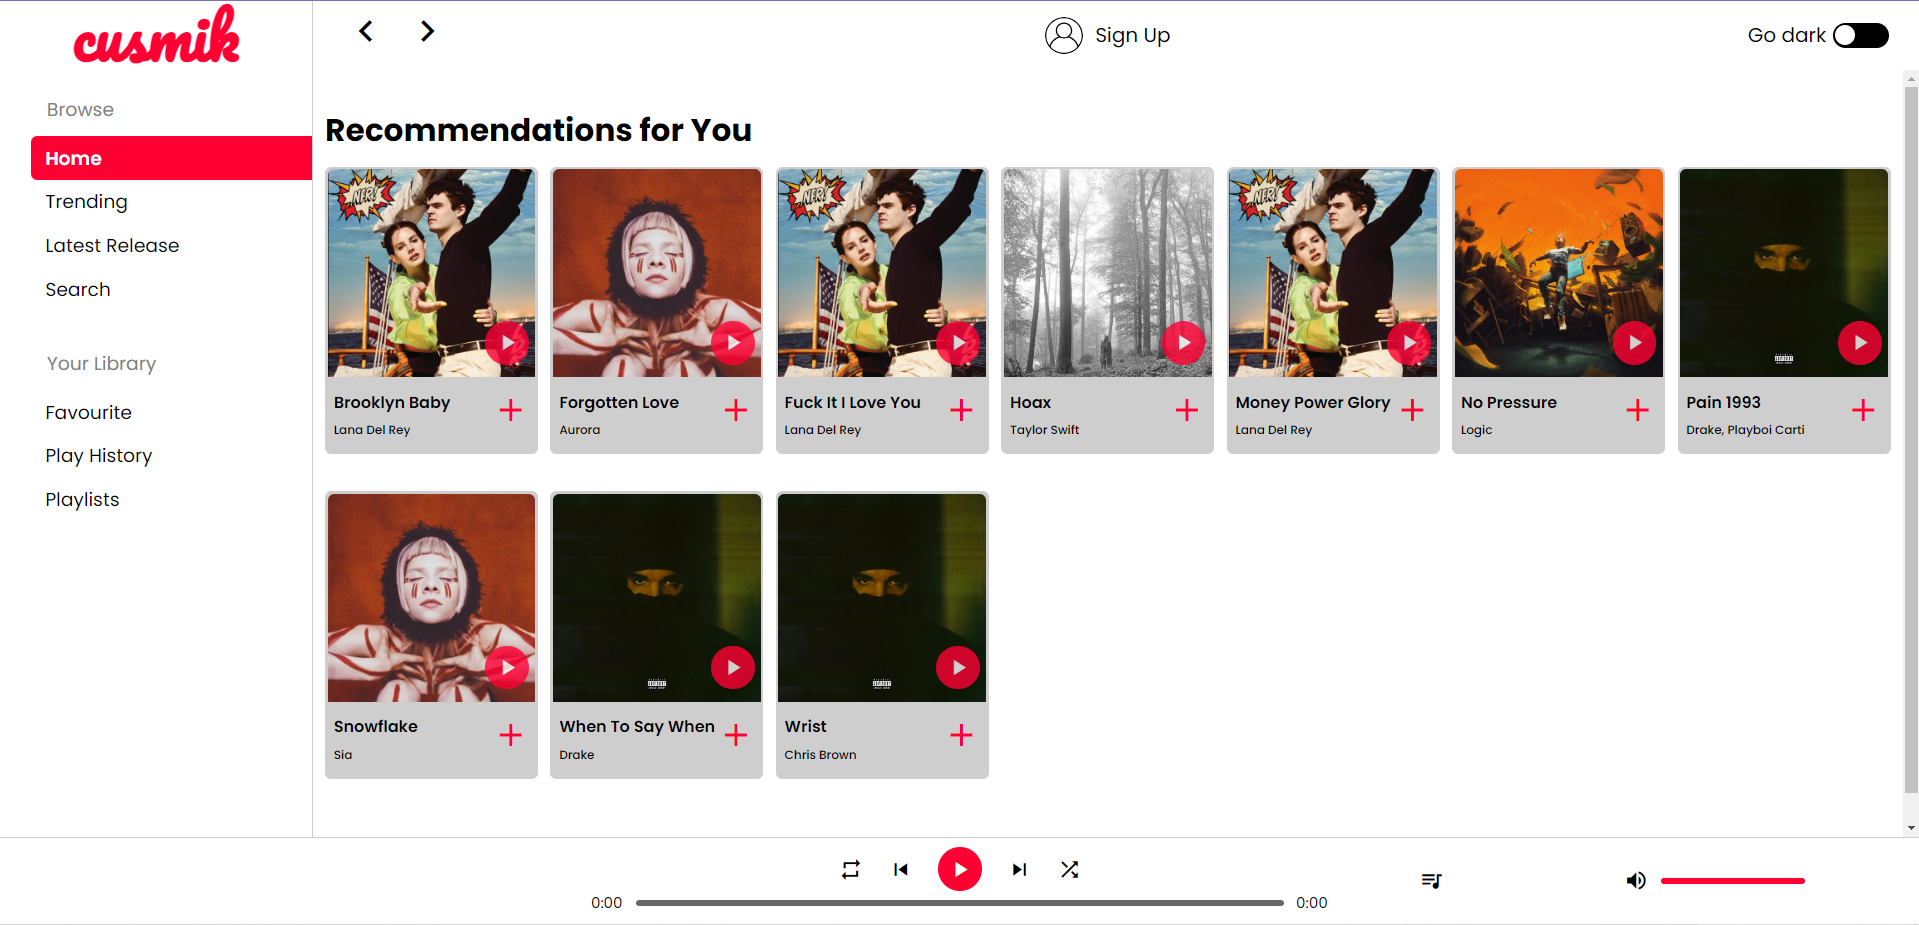 cusmik
Sign Up
Go dark
Browse
Home
Trending
Latest Release
Search
Your Library
Favourite
Play History
Playlists
Recommendations for You
NFR!
Brooklyn Baby
Lana Del Rey
Forgotten Love
Aurora
NFR!
Fuck It I Love You
Lana Del Rey
Hoax
Taylor Swift
NFR!
Money Power Glory
Lana Del Rey
No Pressure
Logic
Pain 1993
Drake, Playboi Carti
Snowflake
Sia
When To Say When
Drake
Wrist
Chris Brown
0:00
0:00